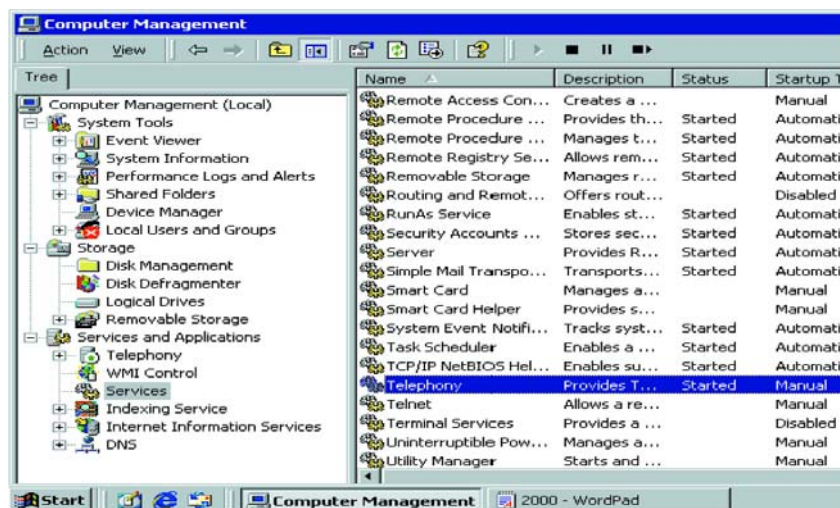 Computer Management
Action View
Tree
Computer Management (Local)
System Tools
Event Viewer
System Information
Performance Logs and Alerts
Shared Folders
Device Manager
Local Users and Groups
Storage
Disk Management
Disk Defragmenter
Logical Drives
Removable Storage
Services and Applications
Telephony
WMI Control
Services
Indexing Service
Internet Information Services
DNS
Name Description Status Startup T
Remote Access Con... Creates a ... Manual
Remote Procedure ... Provides th... Started Automati
Remote Procedure ... Manages t... Started Automati
Remote Registry Se... Allows rem... Started Automati
Removable Storage Manages r... Started Automati
Routing and Remot... Offers rout... Disabled
RunAs Service Enables st... Started Automati
Security Accounts ... Stores sec... Started Automati
Server Provides R... Started Automati
Simple Mail Transpo... Transports... Started Automati
Smart Card Manages a... Manual
Smart Card Helper Provides s... Manual
System Event Notifi... Tracks syst... Started Automati
Task Scheduler Enables a ... Started Automati
TCP/IP NetBIOS Hel... Enables su... Started Automati
Telephony Provides T... Started Manual
Telnet Allows a re... Manual
Terminal Services Provides a ... Disabled
Uninterruptible Pow... Manages a... Manual
Utility Manager Starts and ... Manual
Start Computer Management 2000 - WordPad